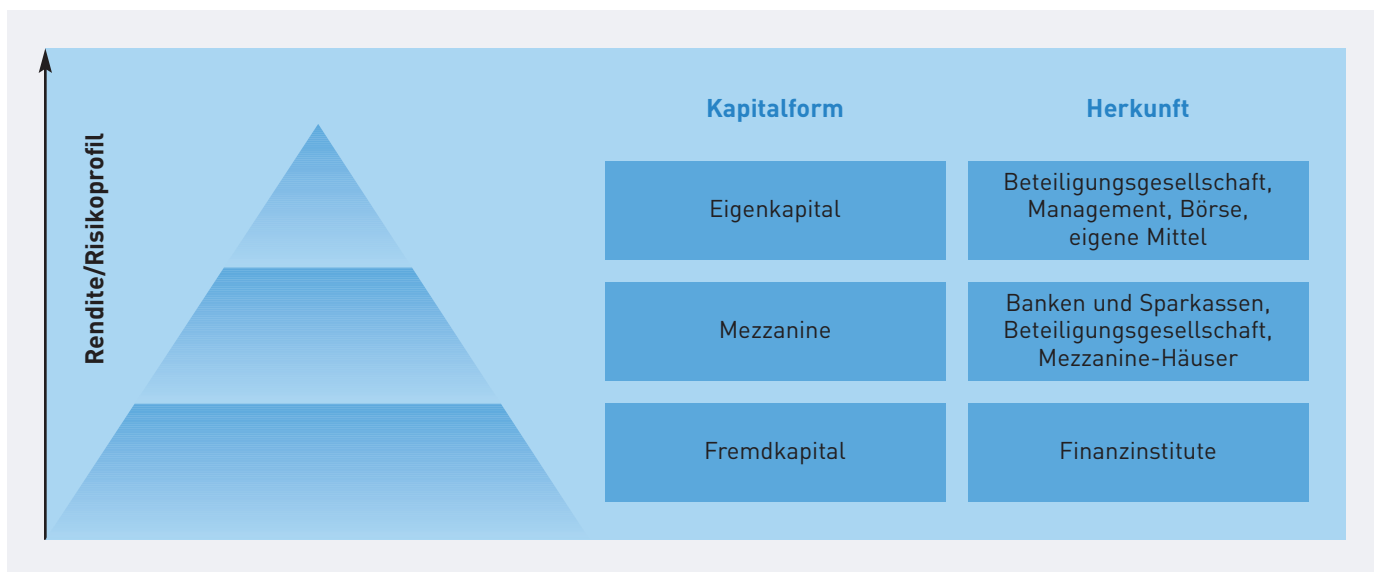 Rendite/Risikoprofil
Kapitalform
Herkunft
Eigenkapital
Beteiligungsgesellschaft,
Management, Börse,
eigene Mittel
Mezzanine
Banken und Sparkassen,
Beteiligungsgesellschaft,
Mezzanine-Häuser
Fremdkapital
Finanzinstitute